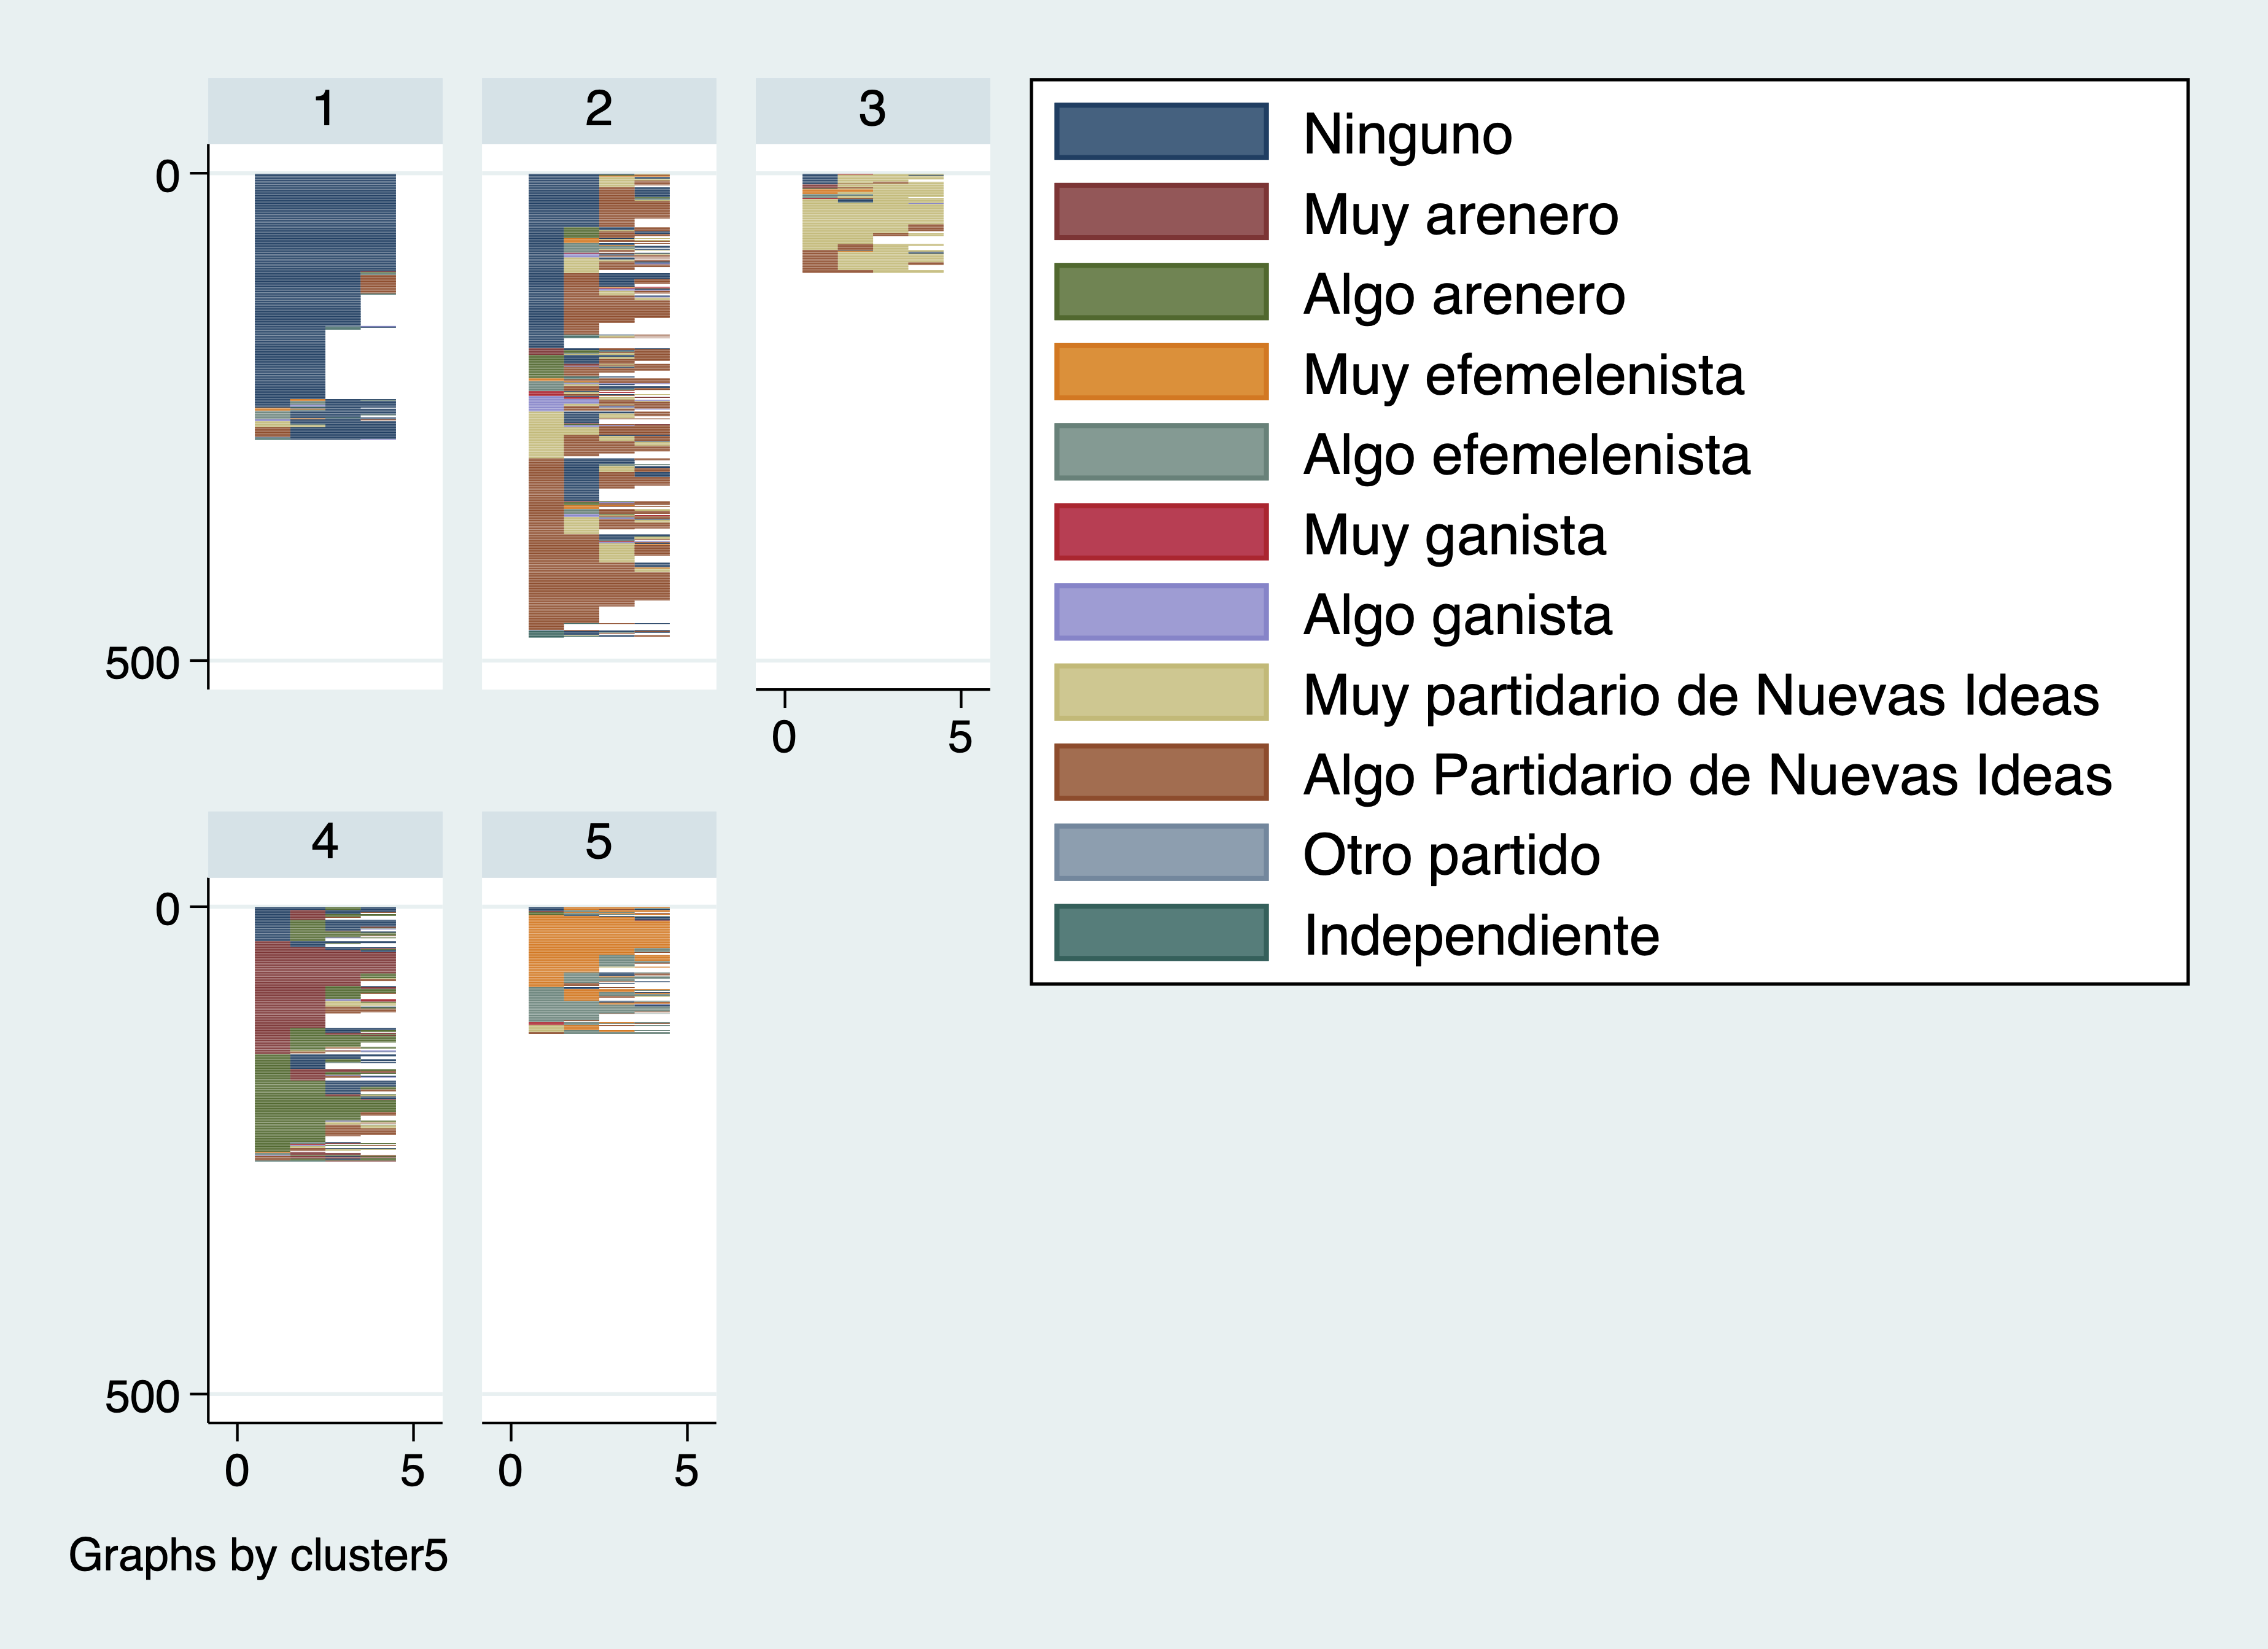 1
2
3
0
500
0
5
4
5
0
500
0
5
0
5
Ninguno
Muy arenero
Algo arenero
Muy efemelenista
Algo efemelenista
Muy ganista
Algo ganista
Muy partidario de Nuevas Ideas
Algo Partidario de Nuevas Ideas
Otro partido
Independiente
Graphs by cluster5